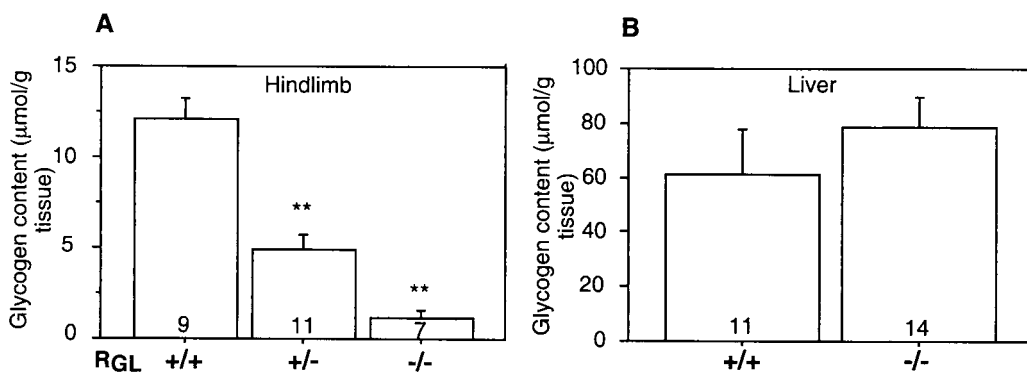 A
Glycogen content (μmol/g
tissue)
15
10
5
0
Hindlimb
**
**
9
11
7
RGL +/+ +/- -/-
B
Glycogen content (μmol/g
tissue)
100
80
60
40
20
0
Liver
11
14
+/+ -/-